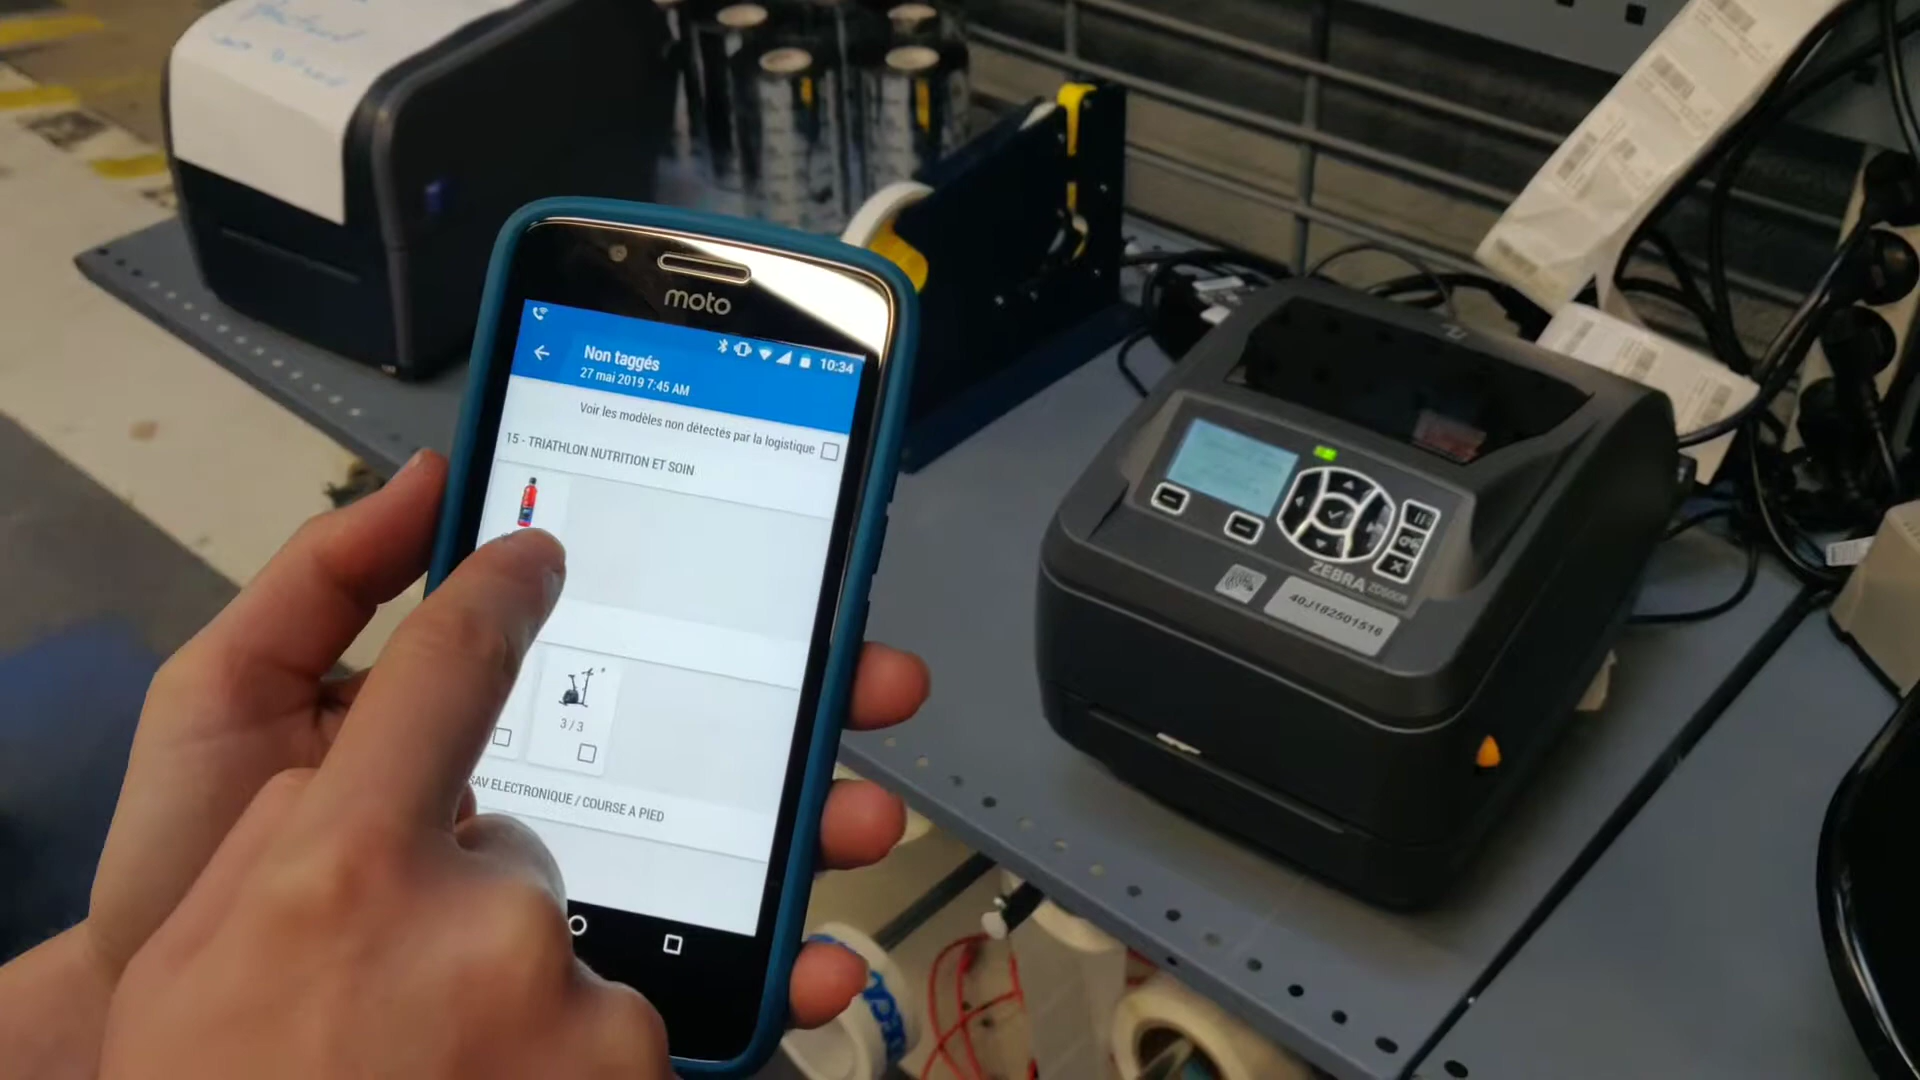 moto
10:34
Non taggés
27 mai 2019 7:45 AM
Voir les modèles non détectés par la logistique
15 - TRIATHLON NUTRITION ET SOIN
3 / 3
SAV ELECTRONIQUE / COURSE A PIED
ZEBRA ZD500R
40J182501516